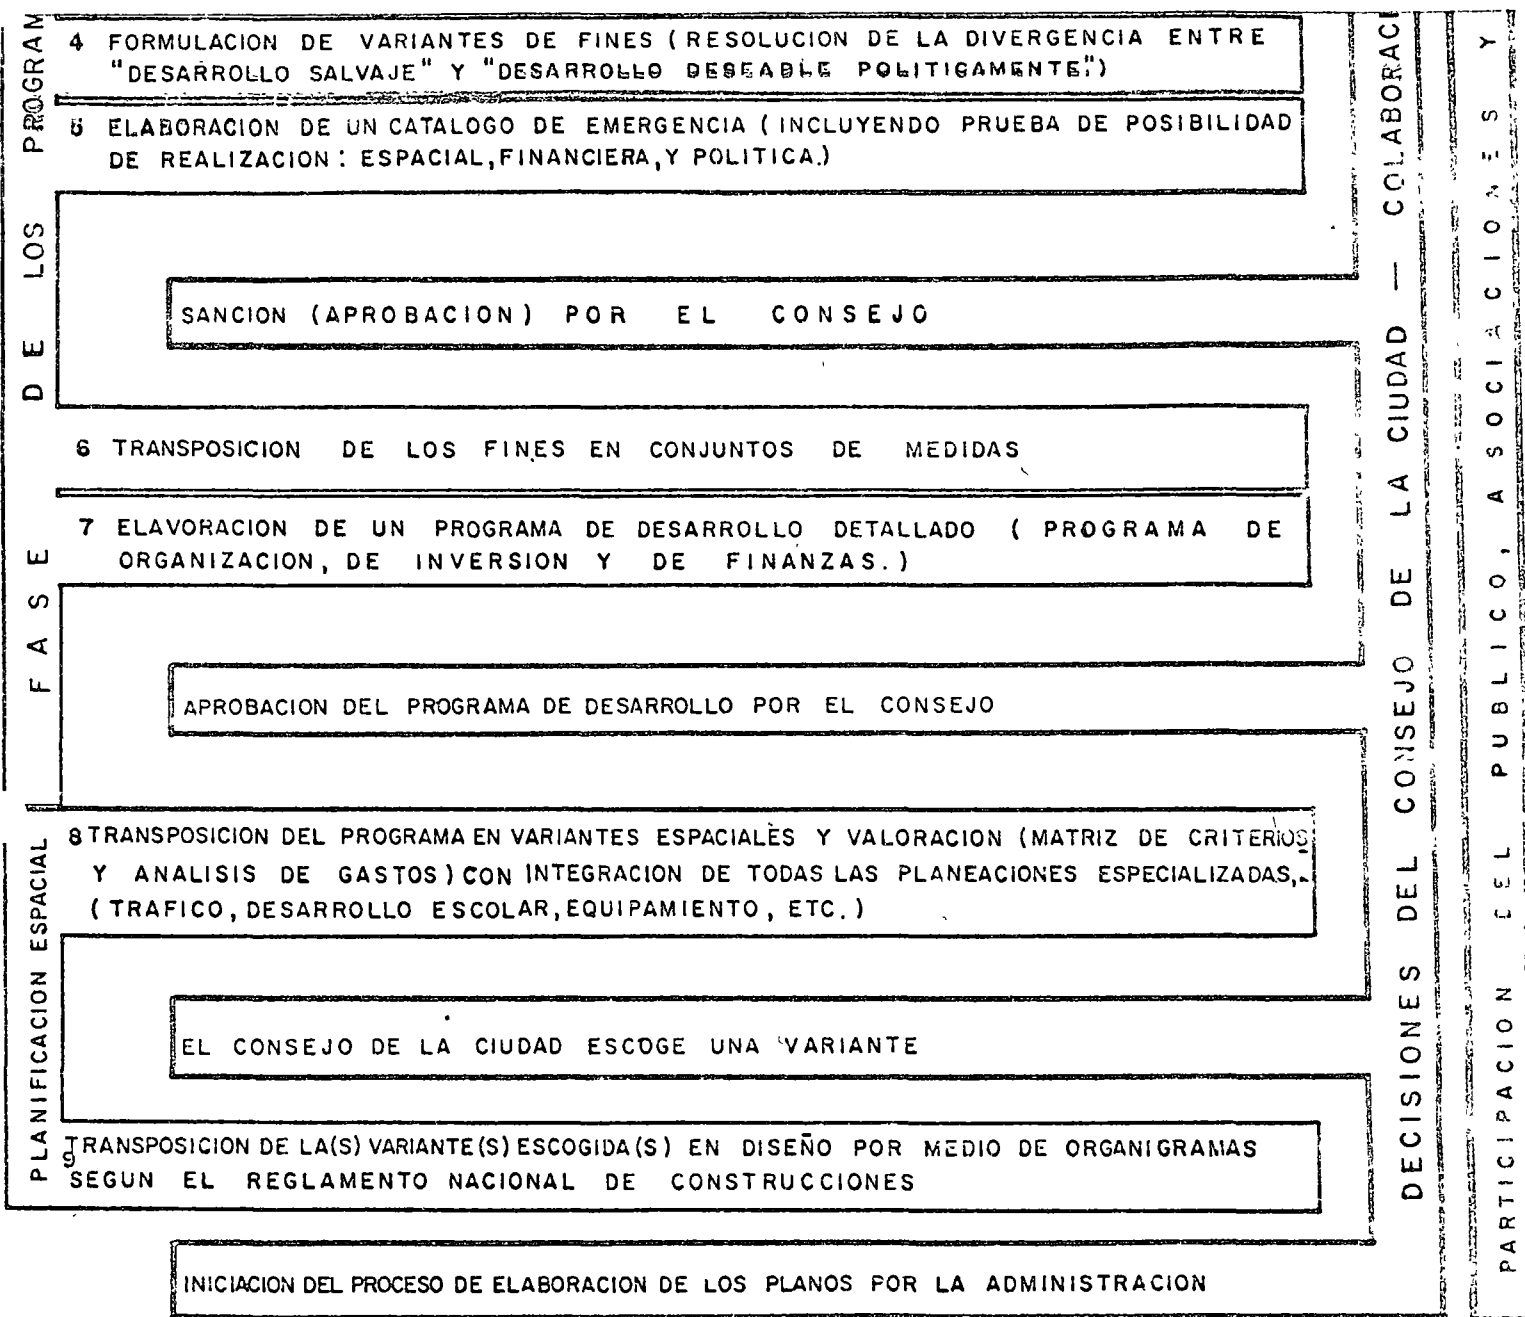 4 FORMULACION DE VARIANTES DE FINES (RESOLUCION DE LA DIVERGENCIA ENTRE
"DESARROLLO SALVAJE" Y "DESARROLLO DESEABLE POLITICAMENTE".)
5 ELABORACION DE UN CATALOGO DE EMERGENCIA (INCLUYENDO PRUEBA DE POSIBILIDAD
DE REALIZACION: ESPACIAL, FINANCIERA, Y POLITICA.)
SANCION (APROBACION) POR EL CONSEJO
6 TRANSPOSICION DE LOS FINES EN CONJUNTOS DE MEDIDAS
7 ELAVORACION DE UN PROGRAMA DE DESARROLLO DETALLADO ( PROGRAMA DE
ORGANIZACION, DE INVERSION Y DE FINANZAS.)
APROBACION DEL PROGRAMA DE DESARROLLO POR EL CONSEJO
8 TRANSPOSICION DEL PROGRAMA EN VARIANTES ESPACIALES Y VALORACION (MATRIZ DE CRITERIOS
Y ANALISIS DE GASTOS) CON INTEGRACION DE TODAS LAS PLANEACIONES ESPECIALIZADAS,
(TRAFICO, DESARROLLO ESCOLAR, EQUIPAMIENTO, ETC.)
EL CONSEJO DE LA CIUDAD ESCOGE UNA VARIANTE
9 TRANSPOSICION DE LA(S) VARIANTE(S) ESCOGIDA(S) EN DISEÑO POR MEDIO DE ORGANIGRAMAS
SEGUN EL REGLAMENTO NACIONAL DE CONSTRUCCIONES
INICIACION DEL PROCESO DE ELABORACION DE LOS PLANOS POR LA ADMINISTRACION
FASE DE LOS PROGRAM
PLANIFICACION ESPACIAL
DECISIONES DEL CONSEJO DE LA CIUDAD — COLABORACI
PARTICIPACION DEL PUBLICO, ASOCIACIONES Y